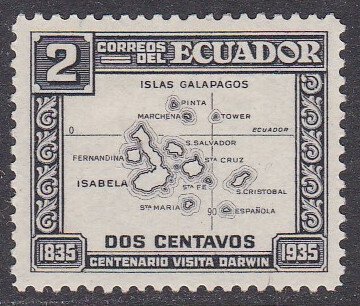 2 CORREOS DEL ECUADOR
ISLAS GALAPAGOS
PINTA
MARCHENA TOWER
0 ECUADOR
S. SALVADOR
FERNANDINA STA CRUZ
ISABELA STA FE
S. CRISTOBAL
STA MARIA 90 ESPAÑOLA
DOS CENTAVOS
1835 CENTENARIO VISITA DARWIN 1935